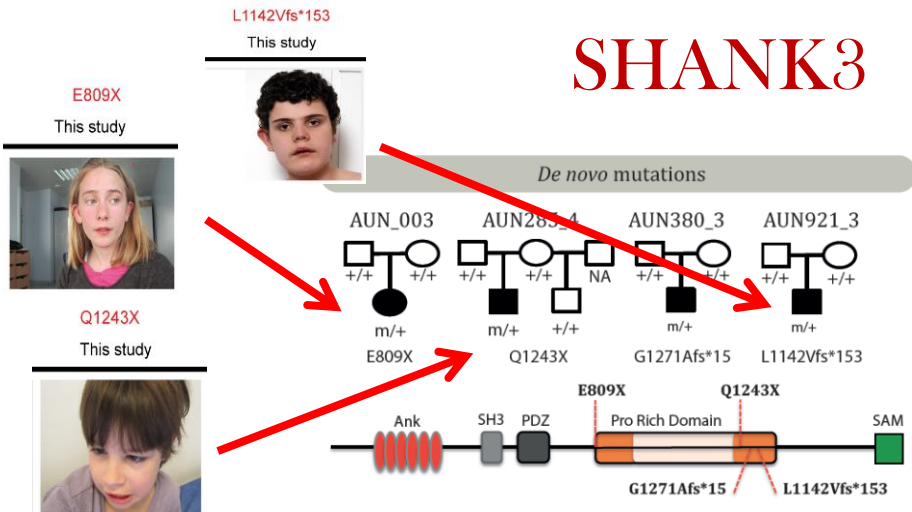 L1142Vfs*153
This study
SHANK3
E809X
This study
De novo mutations
AUN_003 AUN285_4 AUN380_3 AUN921_3
+/+ +/+ +/+ +/+ NA +/+ +/+ +/+ +/+
m/+ m/+ +/+ m/+ m/+
E809X Q1243X G1271Afs*15 L1142Vfs*153
Q1243X
This study
E809X Q1243X
Ank SH3 PDZ Pro Rich Domain SAM
G1271Afs*15 L1142Vfs*153